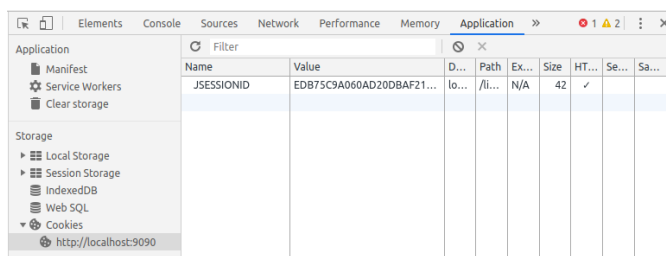 Elements Console Sources Network Performance Memory Application » 1 2
Application
Manifest
Service Workers
Clear storage
Storage
Local Storage
Session Storage
IndexedDB
Web SQL
Cookies
http://localhost:9090
Filter
Name Value D... Path Ex... Size HT... Se... Sa...
JSESSIONID EDB75C9A060AD20DBAF21... lo... /li... N/A 42 ✓